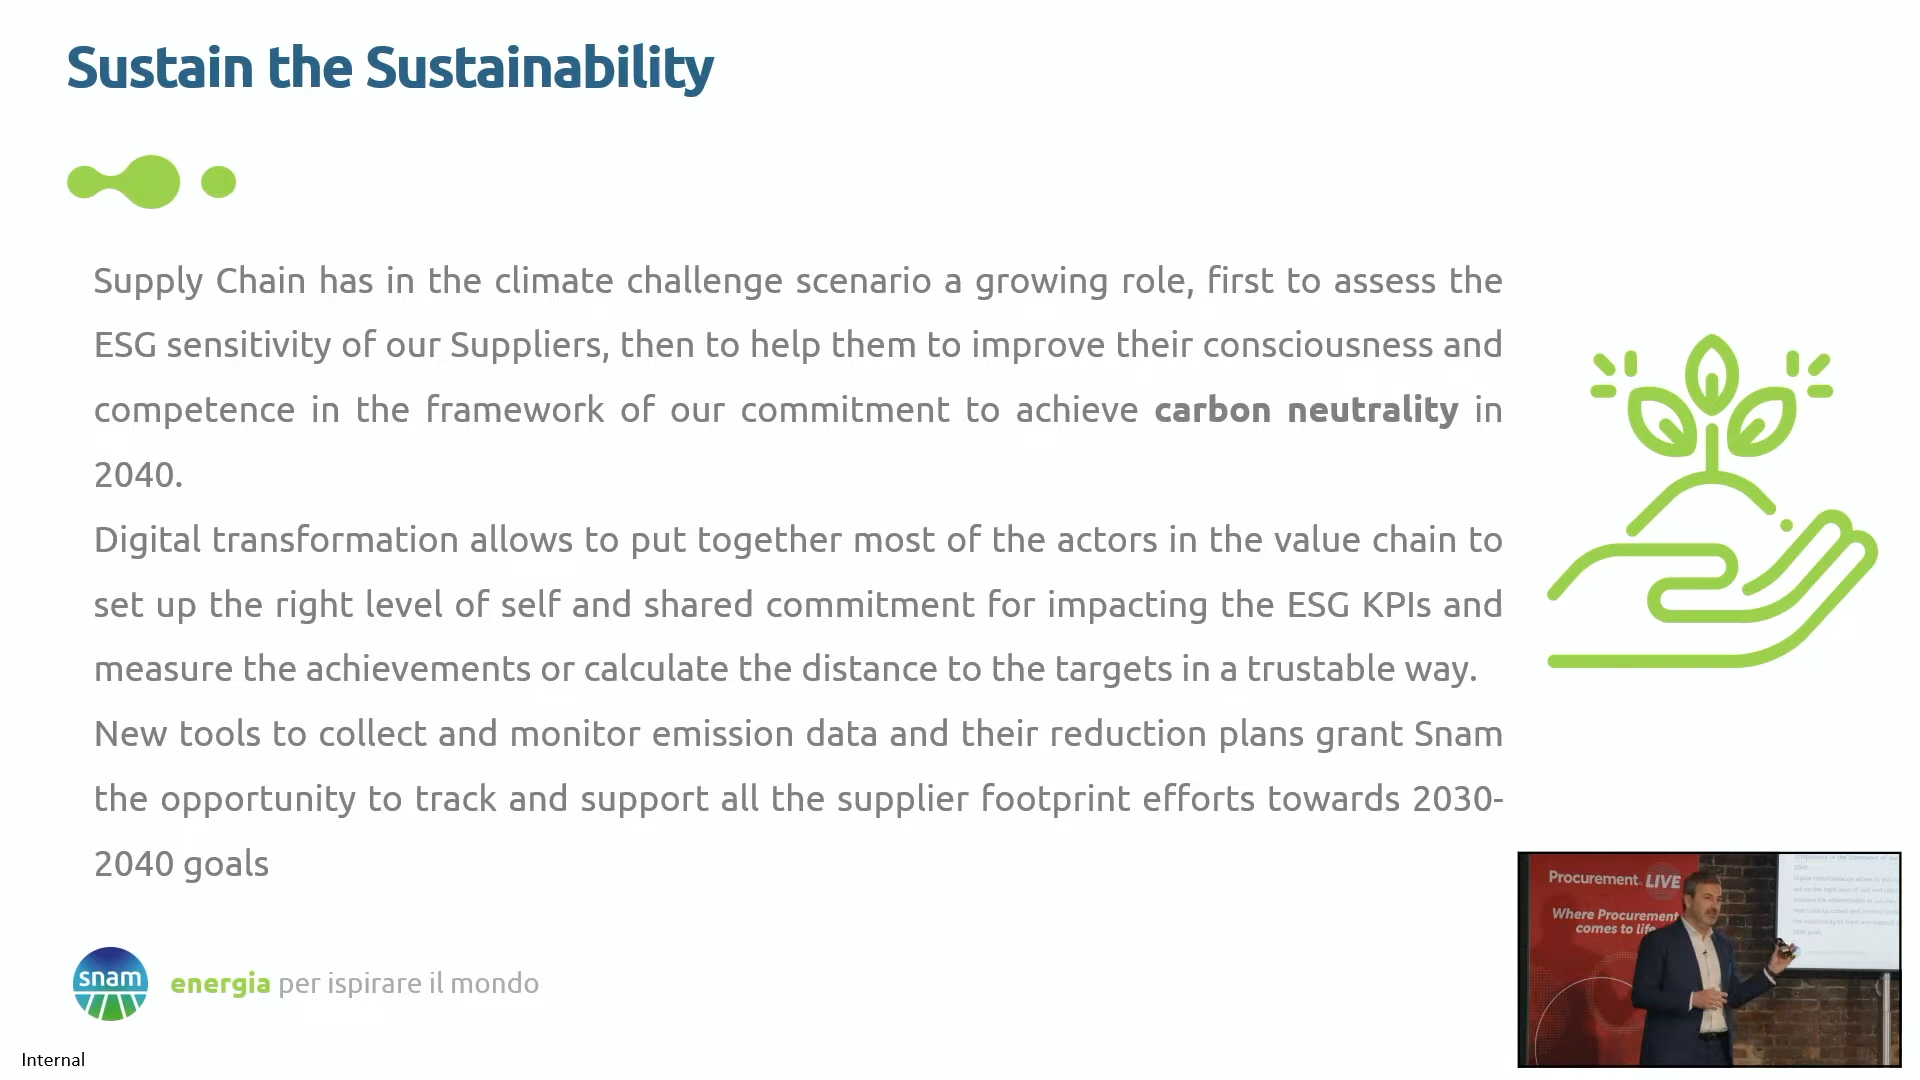 Sustain the Sustainability
Supply Chain has in the climate challenge scenario a growing role, first to assess the
ESG sensitivity of our Suppliers, then to help them to improve their consciousness and
competence in the framework of our commitment to achieve carbon neutrality in
2040.
Digital transformation allows to put together most of the actors in the value chain to
set up the right level of self and shared commitment for impacting the ESG KPIs and
measure the achievements or calculate the distance to the targets in a trustable way.
New tools to collect and monitor emission data and their reduction plans grant Snam
the opportunity to track and support all the supplier footprint efforts towards 2030-
2040 goals
snam
energia per ispirare il mondo
Internal
Procurement LIVE
Where Procurement
comes to life